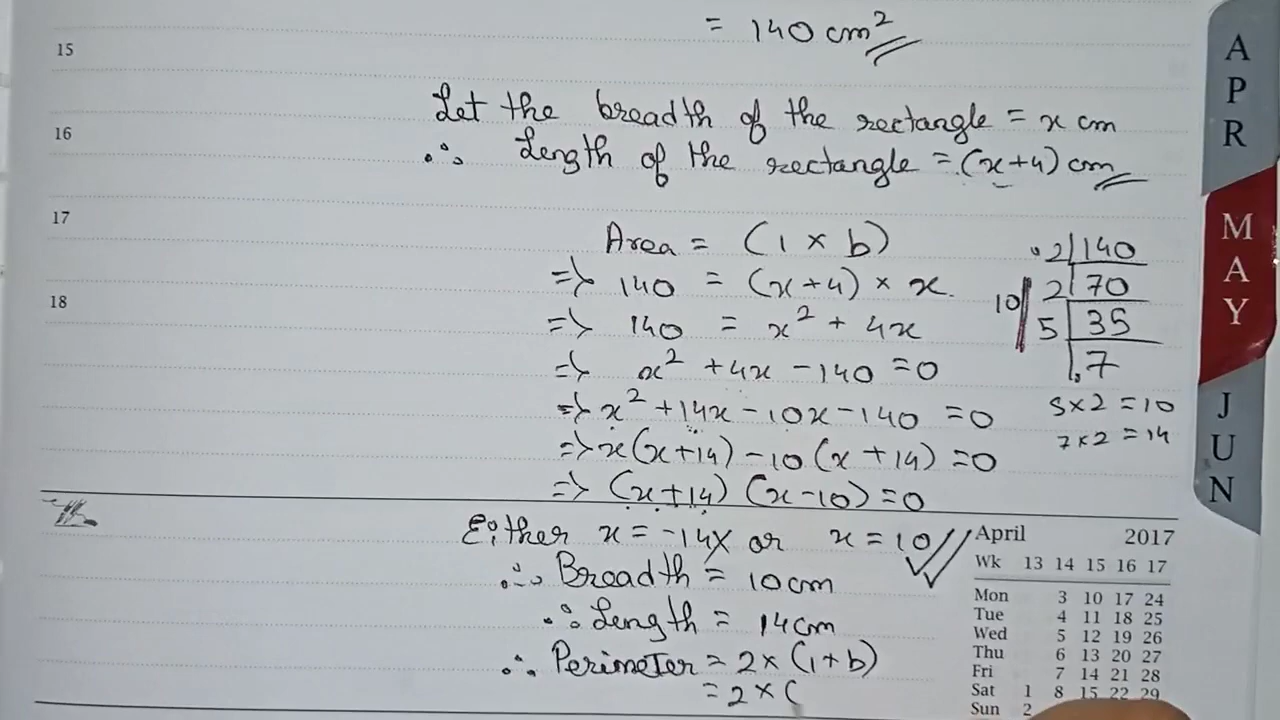 = 140 cm²
15
Let the breadth of the rectangle = x cm
16
∴ Length of the rectangle = (x+4) cm
17
Area = (l × b)
⇒ 140 = (x+4) × x
18
⇒ 140 = x² + 4x
⇒ x² + 4x - 140 = 0
⇒ x² + 14x - 10x - 140 = 0
⇒ x(x+14) - 10(x+14) = 0
⇒ (x+14) (x-10) = 0
Either x = -14 × or x = 10 ✓
∴ Breadth = 10 cm
∴ Length = 14 cm
∴ Perimeter = 2 × (l+b)
= 2 × (
2 | 140
10 2 | 70
5 | 35
7
5 × 2 = 10
7 × 2 = 14
APR
MAY
JUN
April 2017
Wk 13 14 15 16 17
Mon 3 10 17 24
Tue 4 11 18 25
Wed 5 12 19 26
Thu 6 13 20 27
Fri 7 14 21 28
Sat 1 8 15 22 29
Sun 2